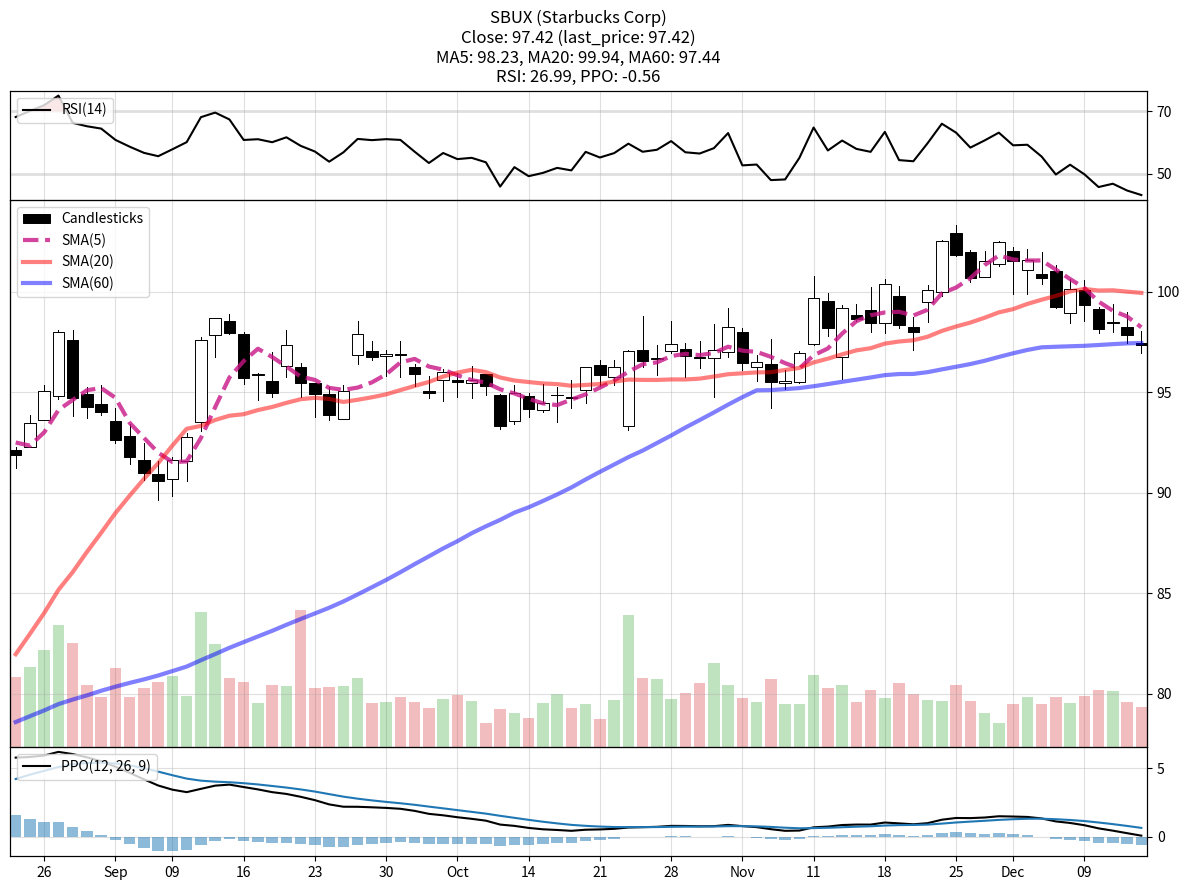 SBUX (Starbucks Corp)
Close: 97.42 (last_price: 97.42)
MA5: 98.23, MA20: 99.94, MA60: 97.44
RSI: 26.99, PPO: -0.56
RSI(14)
70
50
Candlesticks
SMA(5)
SMA(20)
SMA(60)
100
95
90
85
80
PPO(12, 26, 9)
5
0
26 Sep 09 16 23 30 Oct 14 21 28 Nov 11 18 25 Dec 09